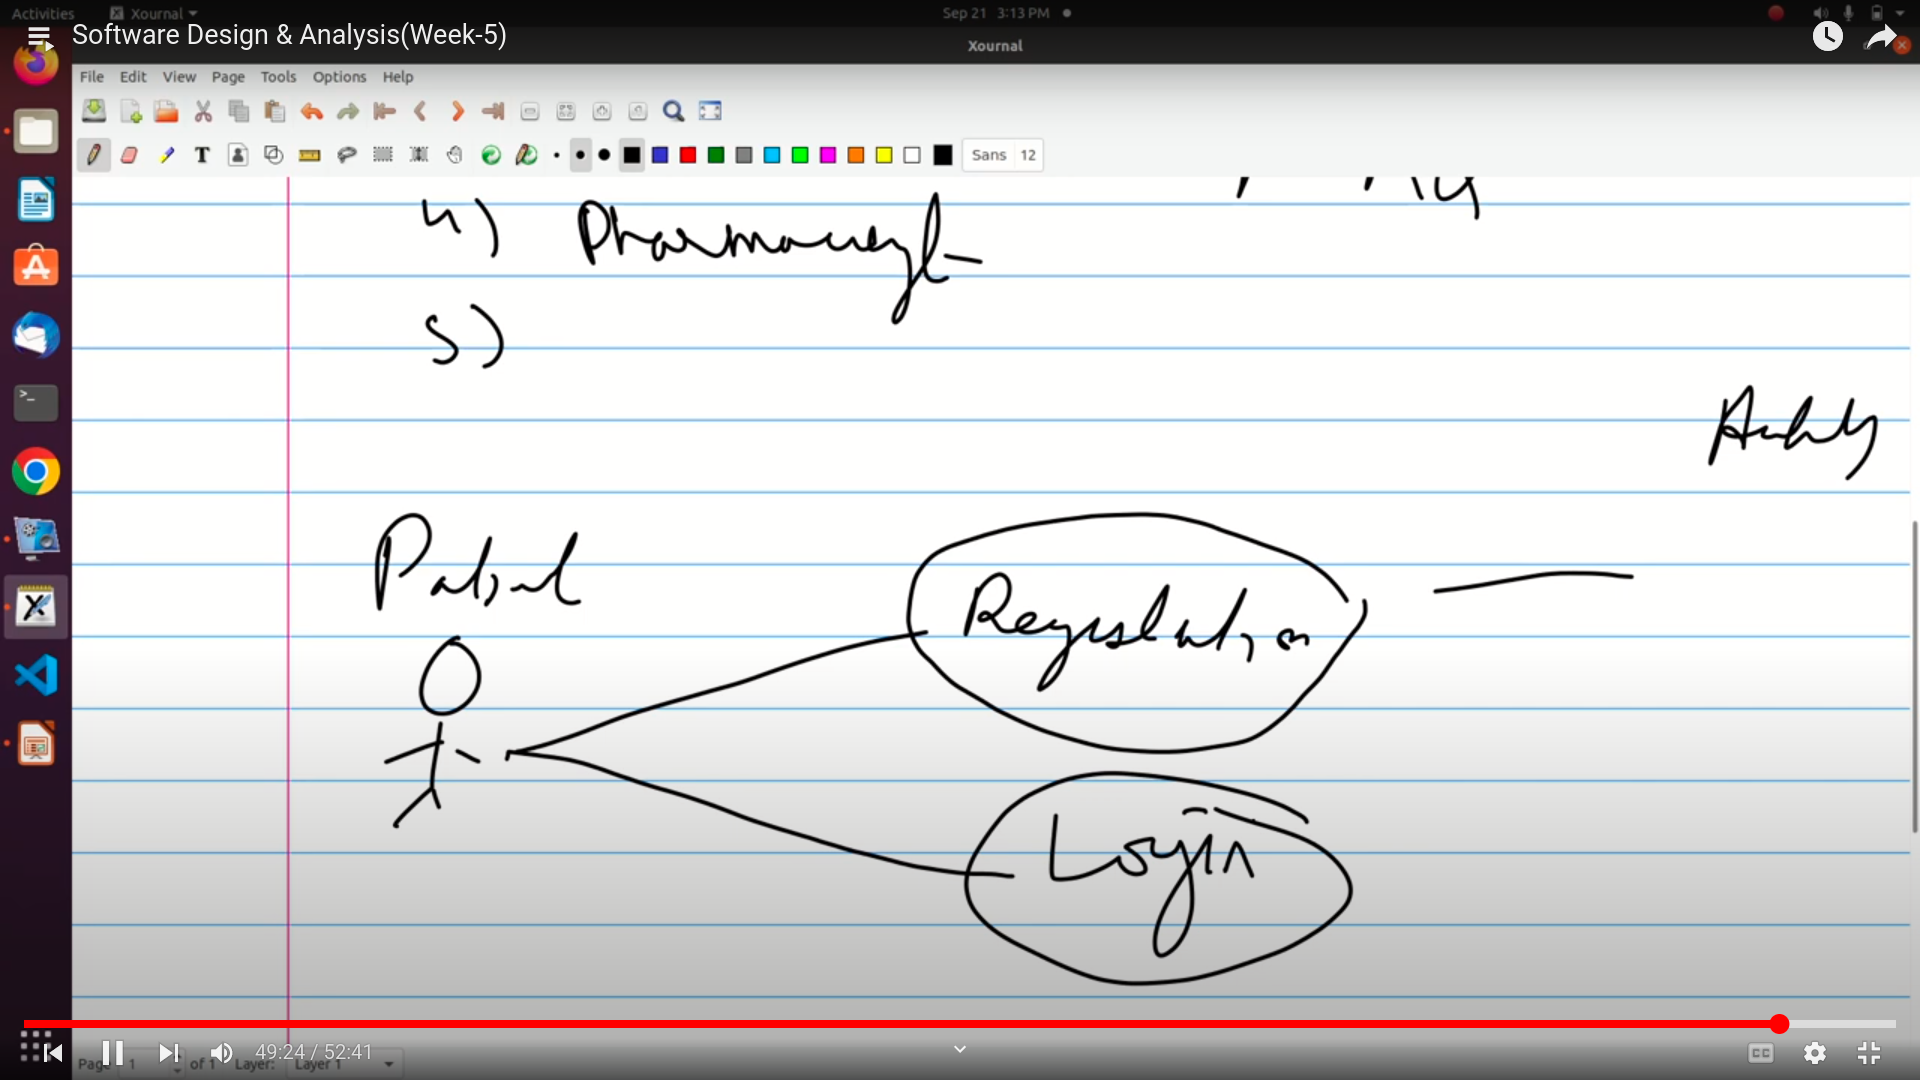 Activities Xournal Sep 21 3:13 PM
Software Design & Analysis(Week-5)
Xournal
File Edit View Page Tools Options Help
T Sans 12
4) Pharmacyt-
5)
Patient
Registration
Login
49:24 / 52:41
CC
Page 1 of 1 Layer: Layer 1